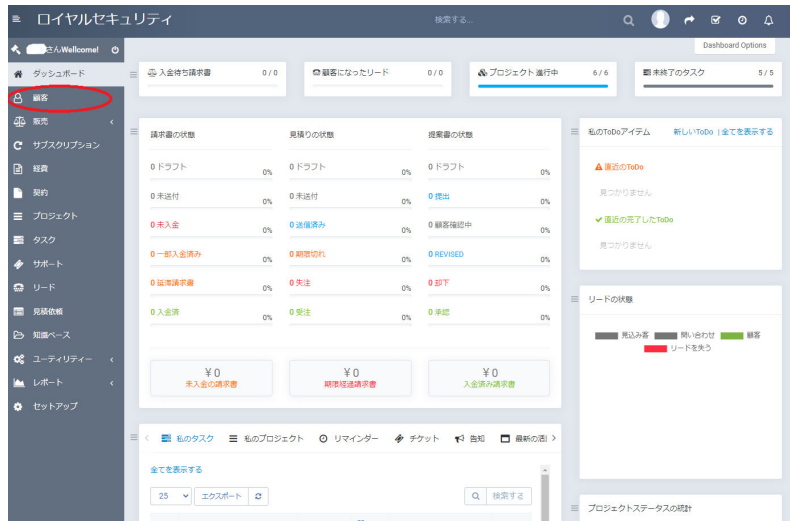 ロイヤルセキュリティ
検索する...
さんWellcome!
Dashboard Options
ダッシュボード
顧客
販売
サブスクリプション
経費
契約
プロジェクト
タスク
サポート
リード
見積依頼
知識ベース
ユーティリティー
レポート
セットアップ
入金待ち請求書 0 / 0
顧客になったリード 0 / 0
プロジェクト 進行中 6 / 6
未終了のタスク 5 / 5
請求書の状態
0 ドラフト 0%
0 未送付 0%
0 未入金 0%
0 一部入金済み 0%
0 延滞請求書 0%
0 入金済 0%
見積りの状態
0 ドラフト 0%
0 未送付 0%
0 送信済み 0%
0 期限切れ 0%
0 失注 0%
0 受注 0%
提案書の状態
0 ドラフト 0%
0 提出 0%
0 顧客確認中 0%
0 REVISED 0%
0 却下 0%
0 承認 0%
¥ 0
未入金の請求書
¥ 0
期限経過請求書
¥ 0
入金済み請求書
私のToDoアイテム 新しいToDo | 全てを表示する
直近のToDo
見つかりません
直近の完了したToDo
見つかりません
リードの状態
見込み客 問い合わせ 顧客
リードを失う
私のタスク 私のプロジェクト リマインダー チケット 告知 最新の活
全てを表示する
25 エクスポート 検索する
プロジェクトステータスの統計